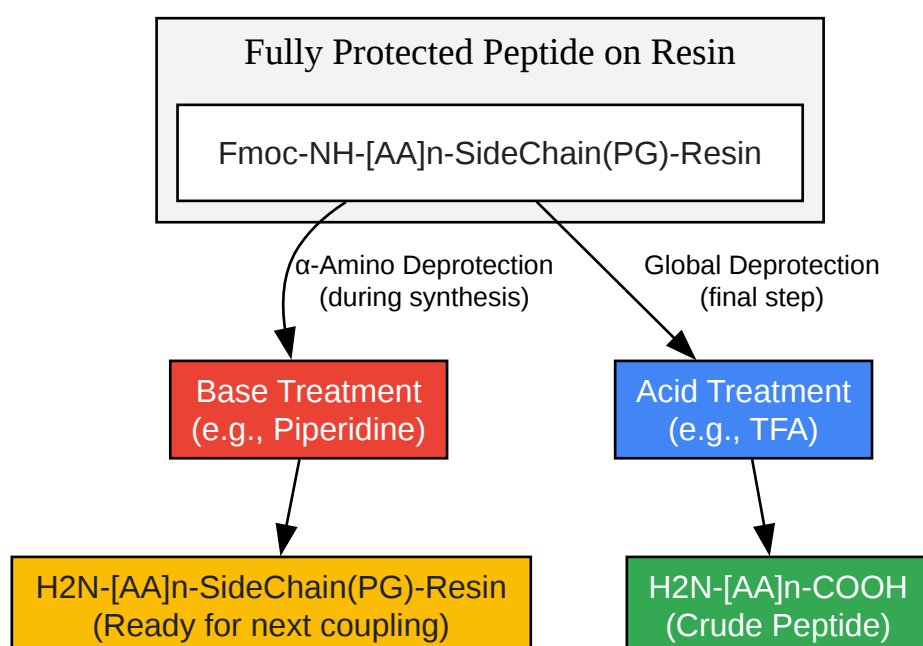 Fully Protected Peptide on Resin
Fmoc-NH-[AA]n-SideChain(PG)-Resin
α-Amino Deprotection
(during synthesis)
Global Deprotection
(final step)
Base Treatment
(e.g., Piperidine)
Acid Treatment
(e.g., TFA)
H2N-[AA]n-SideChain(PG)-Resin
(Ready for next coupling)
H2N-[AA]n-COOH
(Crude Peptide)